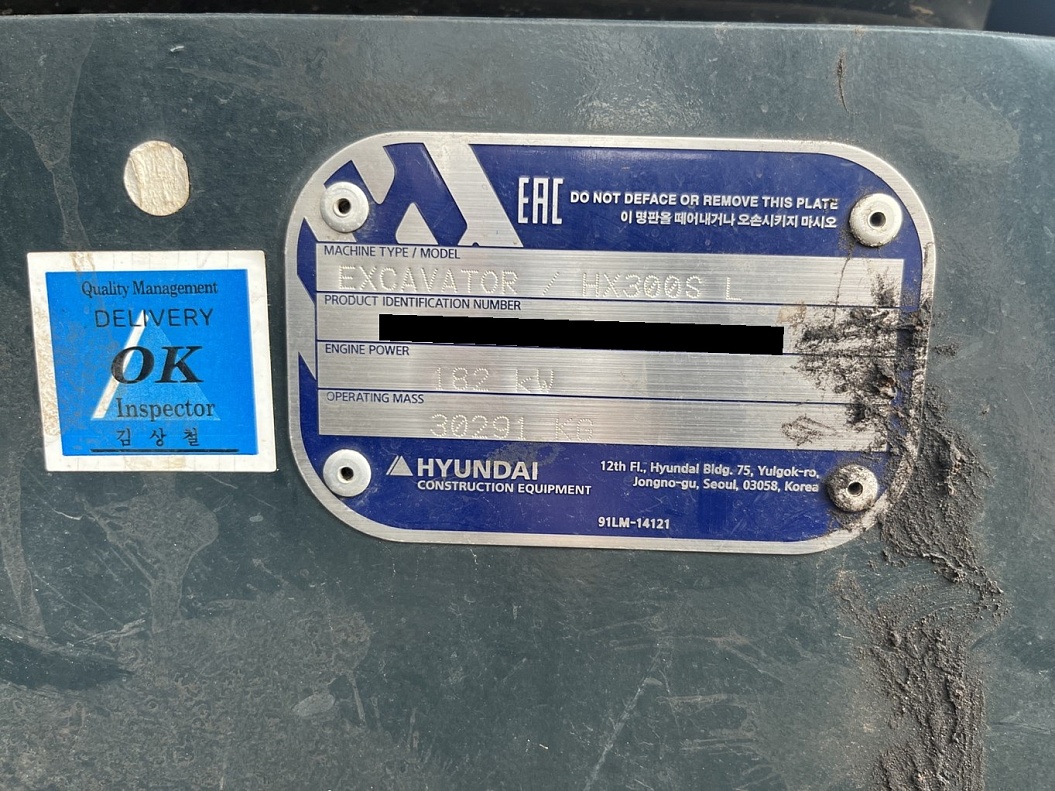 Quality Management
DELIVERY
OK
Inspector
김 상 철
EAC
DO NOT DEFACE OR REMOVE THIS PLATE
이 명판을 떼어내거나 오손시키지 마시오
MACHINE TYPE / MODEL
EXCAVATOR / HX300S L
PRODUCT IDENTIFICATION NUMBER
ENGINE POWER
182 kW
OPERATING MASS
30291 KG
HYUNDAI
CONSTRUCTION EQUIPMENT
12th Fl., Hyundai Bldg. 75, Yulgok-ro,
Jongno-gu, Seoul, 03058, Korea
91LM-14121